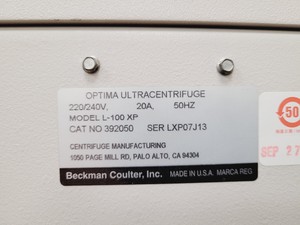 OPTIMA ULTRACENTRIFUGE
220/240V, 20A, 50HZ
MODEL L-100 XP
CAT NO 392050 SER LXP07J13
CENTRIFUGE MANUFACTURING
1050 PAGE MILL RD, PALO ALTO, CA 94304
Beckman Coulter, Inc. MADE IN U.S.A. MARCA REG
50
SEP 27